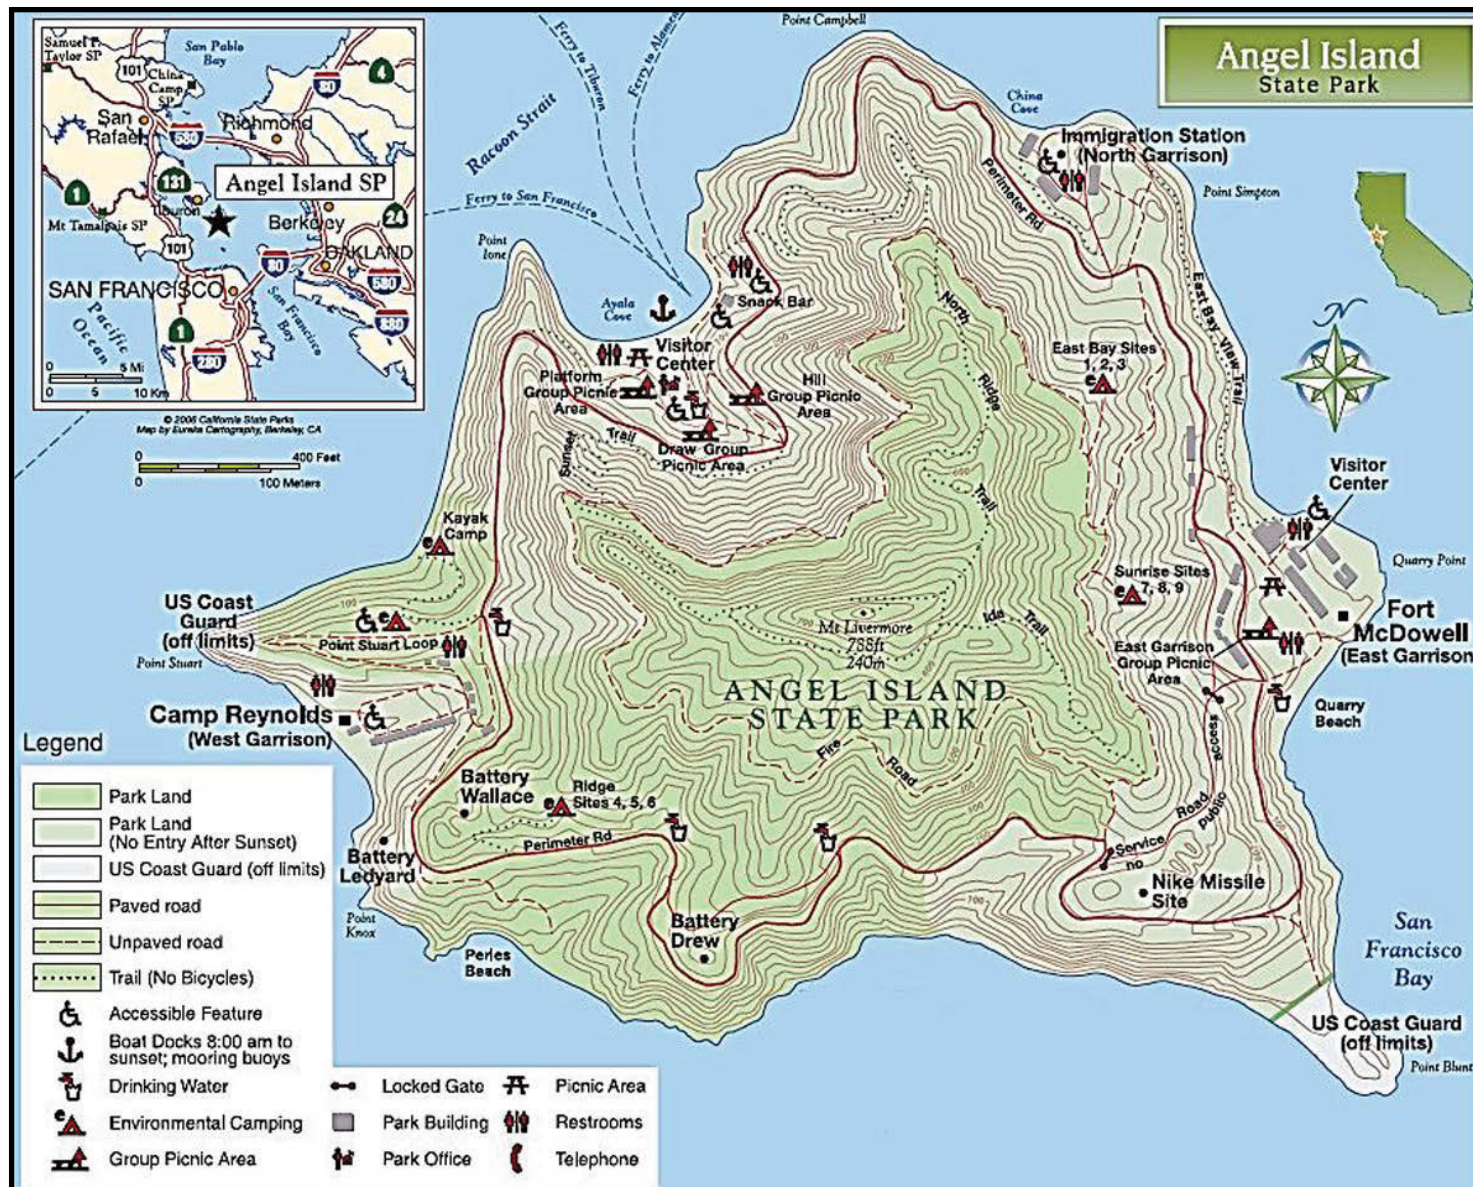 Angel Island
State Park
Samuel P.
Taylor SP
San Pablo
Bay
101
China
Camp
SP
80
4
San
Rafael
580
Richmond
Angel Island SP
1
131
Tiburon
Mt Tamalpais SP
101
Berkeley
24
OAKLAND
80
580
SAN FRANCISCO
880
San Francisco
Bay
Pacific
Ocean
1
280
0 5 Mi
0 5 10 Km
© 2006 California State Parks
Map by Eureka Cartography, Berkeley, CA
0 400 Feet
0 100 Meters
Point Campbell
Ferry to Tiburon
Ferry to Alameda
Racoon Strait
Ferry to San Francisco
Point
Ione
Ayala
Cove
Snack Bar
China
Cove
Immigration Station
(North Garrison)
Point Simpton
Perimeter Rd
East Bay View Trail
N
Visitor
Center
Platform
Group Picnic
Area
Hill
Group Picnic
Area
Draw Group
Picnic Area
Sunset Trail
North Ridge Trail
East Bay Sites
1, 2, 3
Visitor
Center
Quarry Point
Kayak
Camp
US Coast
Guard
(off limits)
Point Stuart
Point Stuart Loop
Sunrise Sites
7, 8, 9
Fort
McDowell
(East Garrison
East Garrison
Group Picnic
Area
Quarry
Beach
Mt Livermore
788ft
240m
Ida Trail
ANGEL ISLAND
STATE PARK
Camp Reynolds
(West Garrison)
Fire Road
Battery
Wallace
Ridge
Sites 4, 5, 6
Perimeter Rd
Battery
Ledyard
Point
Knox
Perles
Beach
Battery
Drew
Service Road
no public access
Nike Missile
Site
San
Francisco
Bay
US Coast Guard
(off limits)
Point Blunt
100
100
100
100
600
600
600
700
100
100
100
Legend
Park Land
Park Land
(No Entry After Sunset)
US Coast Guard (off limits)
Paved road
Unpaved road
Trail (No Bicycles)
Accessible Feature
Boat Docks 8:00 am to
sunset; mooring buoys
Drinking Water
Environmental Camping
Group Picnic Area
Locked Gate
Park Building
Park Office
Picnic Area
Restrooms
Telephone